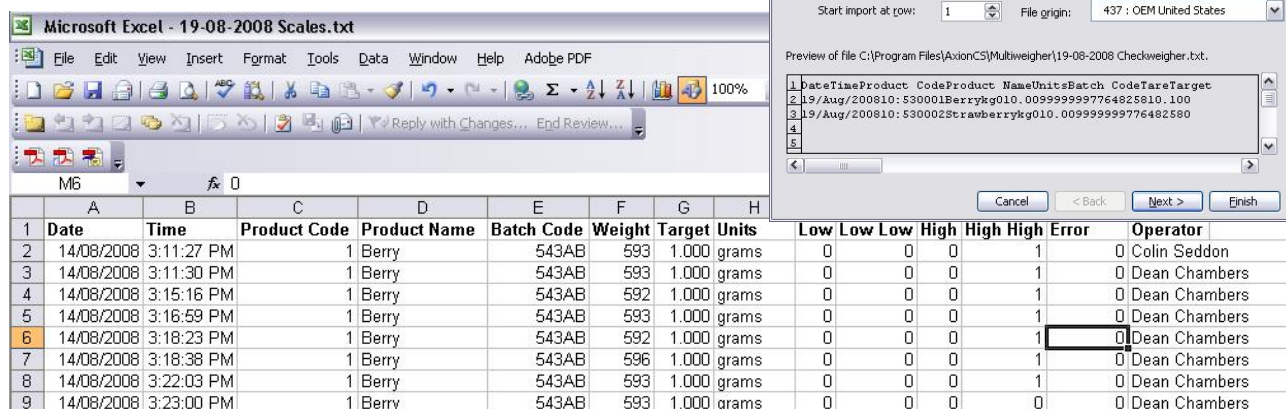 Microsoft Excel - 19-08-2008 Scales.txt
File Edit View Insert Format Tools Data Window Help Adobe PDF
100%
Reply with Changes... End Review...
M6 fx 0
Start import at row: 1 File origin: 437 : OEM United States
Preview of file C:\Program Files\AxionCS\Multiweigher\19-08-2008 Checkweigher.txt.
1 DateTimeProduct CodeProduct NameUnitsBatch CodeTareTarget
2 19/Aug/200810:530001Berrykg010.0099999997764825810.100
3 19/Aug/200810:530002Strawberrykg010.009999999776482580
4
5
Cancel < Back Next > Finish
A B C D E F G H
1 Date Time Product Code Product Name Batch Code Weight Target Units Low Low Low High High High Error Operator
2 14/08/2008 3:11:27 PM 1 Berry 543AB 593 1.000 grams 0 0 0 1 0 Colin Seddon
3 14/08/2008 3:11:30 PM 1 Berry 543AB 593 1.000 grams 0 0 0 1 0 Dean Chambers
4 14/08/2008 3:15:16 PM 1 Berry 543AB 592 1.000 grams 0 0 0 1 0 Dean Chambers
5 14/08/2008 3:16:59 PM 1 Berry 543AB 593 1.000 grams 0 0 0 1 0 Dean Chambers
6 14/08/2008 3:18:23 PM 1 Berry 543AB 592 1.000 grams 0 0 0 1 0 Dean Chambers
7 14/08/2008 3:18:38 PM 1 Berry 543AB 596 1.000 grams 0 0 0 1 0 Dean Chambers
8 14/08/2008 3:22:03 PM 1 Berry 543AB 593 1.000 grams 0 0 0 1 0 Dean Chambers
9 14/08/2008 3:23:00 PM 1 Berry 543AB 593 1.000 grams 0 0 0 0 0 Dean Chambers